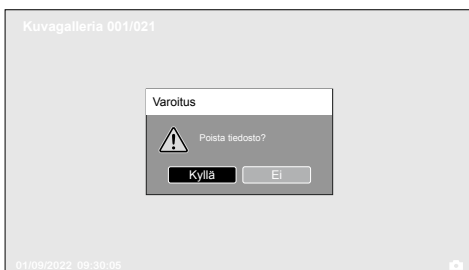 Kuvagalleria 001/021
Varoitus
Poista tiedosto?
Kyllä Ei
01/09/2022 09:30:05